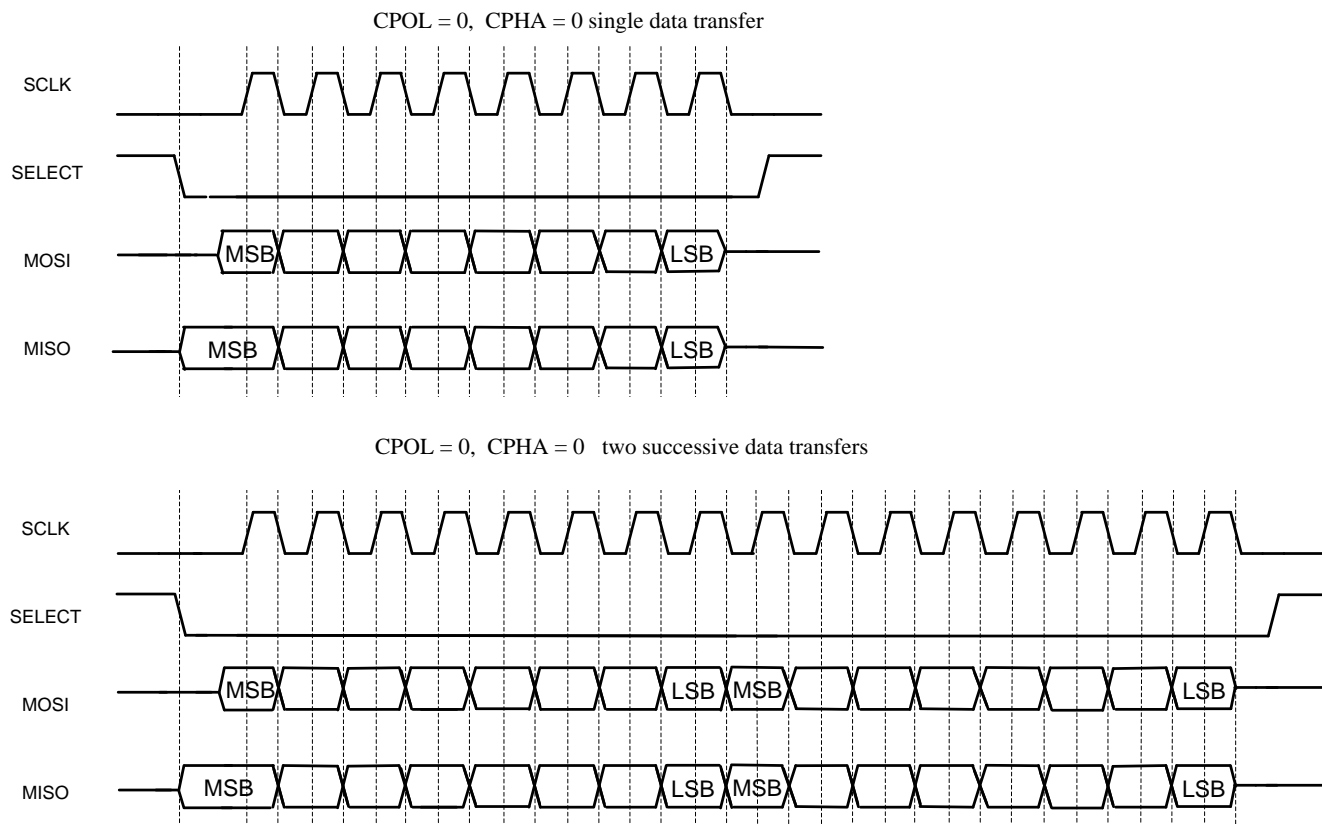 CPOL = 0, CPHA = 0 single data transfer
SCLK
SELECT
MOSI
MSB
LSB
MISO
MSB
LSB
CPOL = 0, CPHA = 0 two successive data transfers
SCLK
SELECT
MOSI
MSB
LSB
MSB
LSB
MISO
MSB
LSB
MSB
LSB